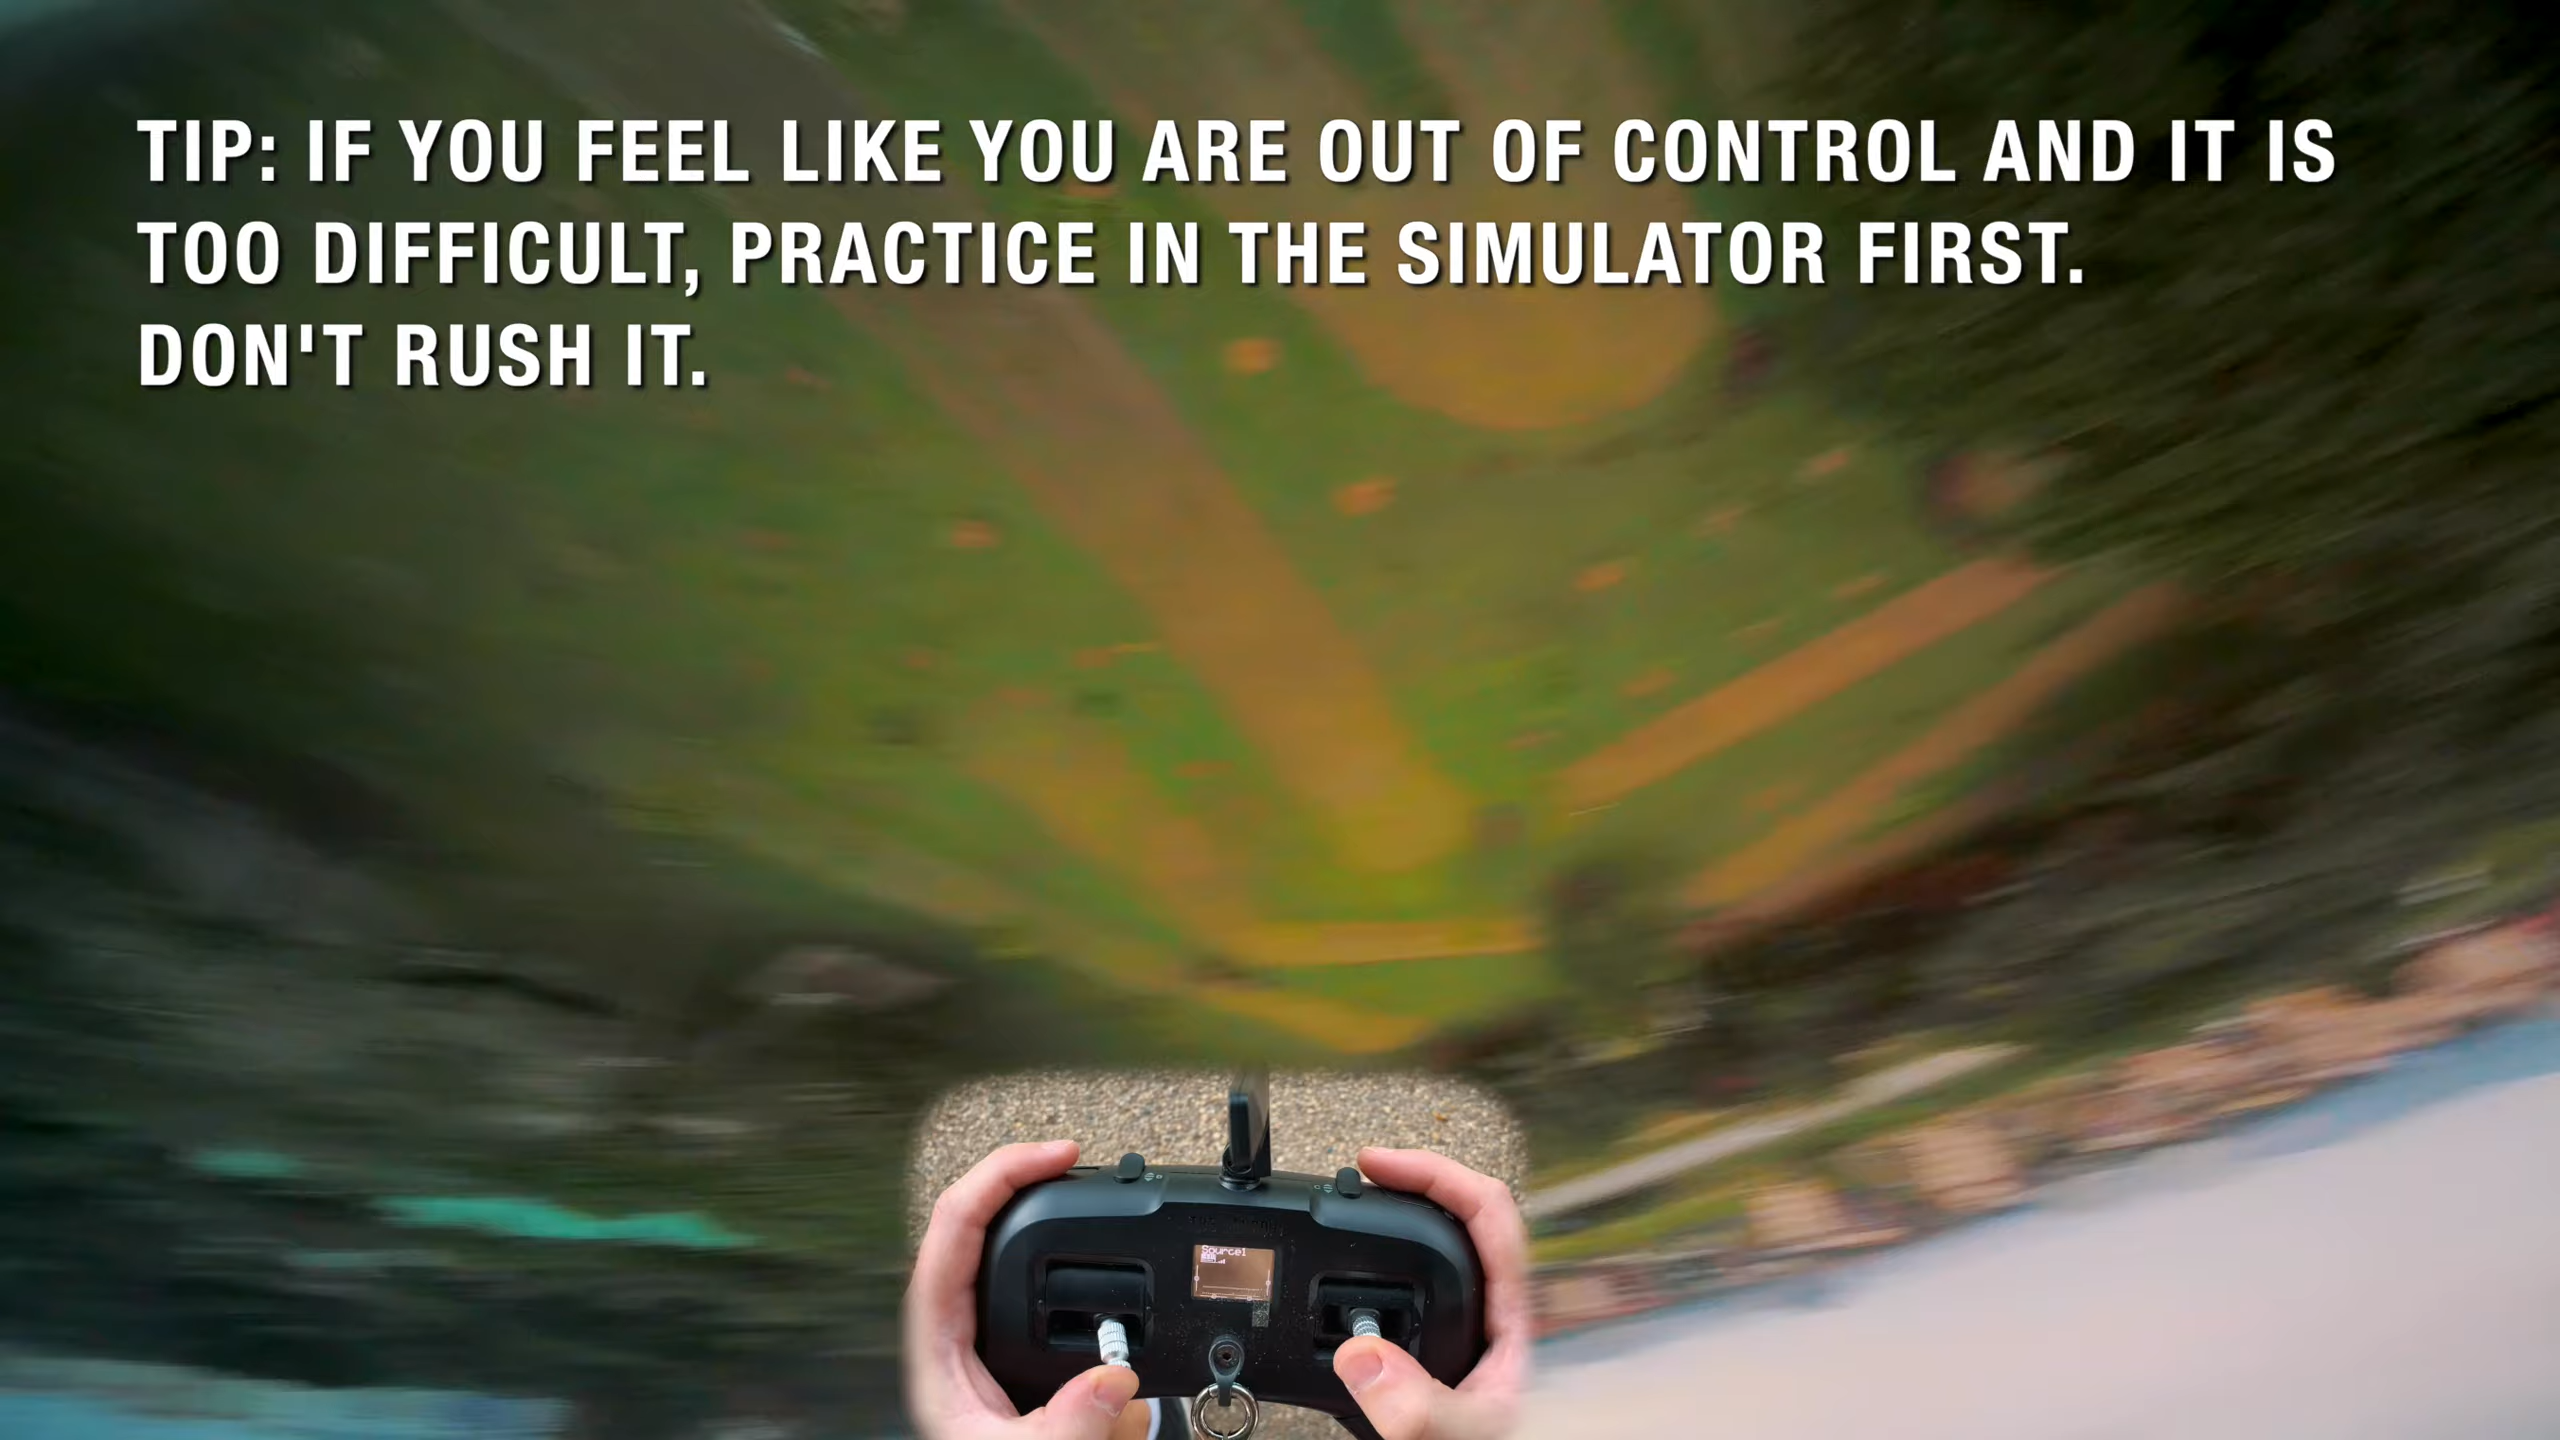 TIP: IF YOU FEEL LIKE YOU ARE OUT OF CONTROL AND IT IS
TOO DIFFICULT, PRACTICE IN THE SIMULATOR FIRST.
DON'T RUSH IT.
Source1